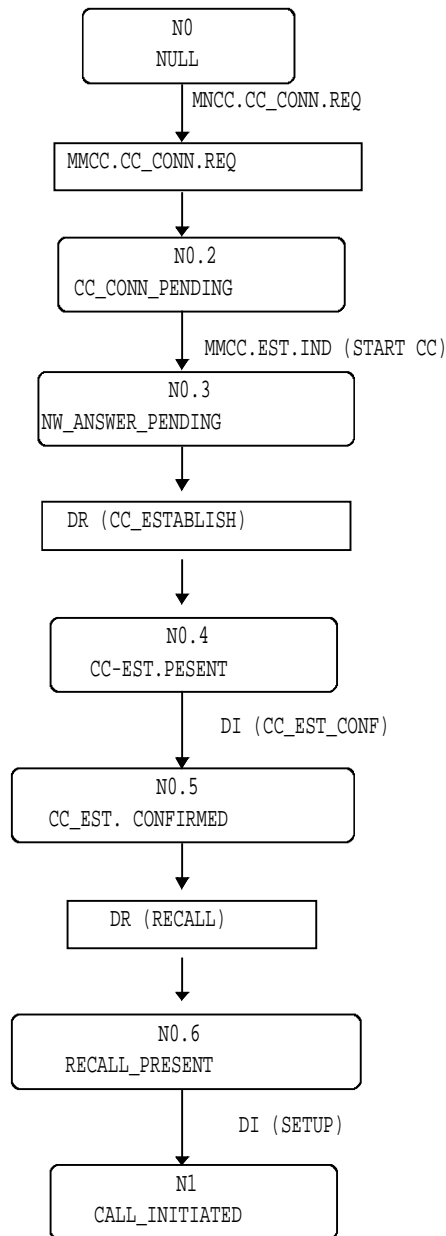 N0
NULL
MNCC.CC_CONN.REQ
MMCC.CC_CONN.REQ
N0.2
CC_CONN_PENDING
MMCC.EST.IND (START CC)
N0.3
NW_ANSWER_PENDING
DR (CC_ESTABLISH)
N0.4
CC-EST.PESENT
DI (CC_EST_CONF)
N0.5
CC_EST. CONFIRMED
DR (RECALL)
N0.6
RECALL_PRESENT
DI (SETUP)
N1
CALL_INITIATED